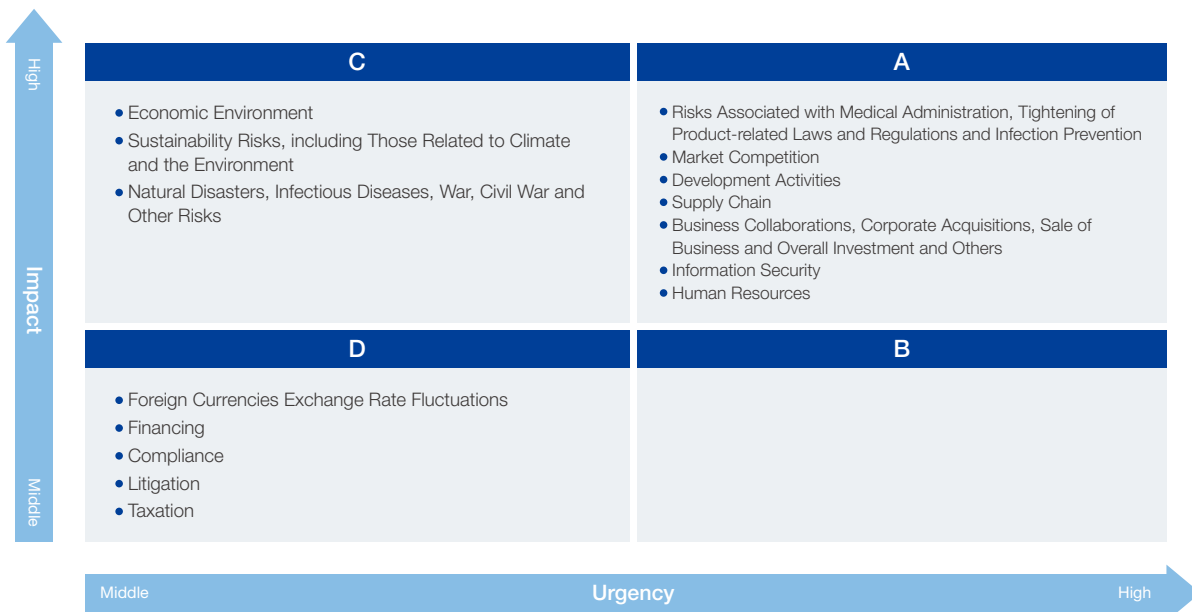 High
Impact
Middle
C
• Economic Environment
• Sustainability Risks, including Those Related to Climate
and the Environment
• Natural Disasters, Infectious Diseases, War, Civil War and
Other Risks
A
• Risks Associated with Medical Administration, Tightening of
Product-related Laws and Regulations and Infection Prevention
• Market Competition
• Development Activities
• Supply Chain
• Business Collaborations, Corporate Acquisitions, Sale of
Business and Overall Investment and Others
• Information Security
• Human Resources
D
• Foreign Currencies Exchange Rate Fluctuations
• Financing
• Compliance
• Litigation
• Taxation
B
Middle
Urgency
High